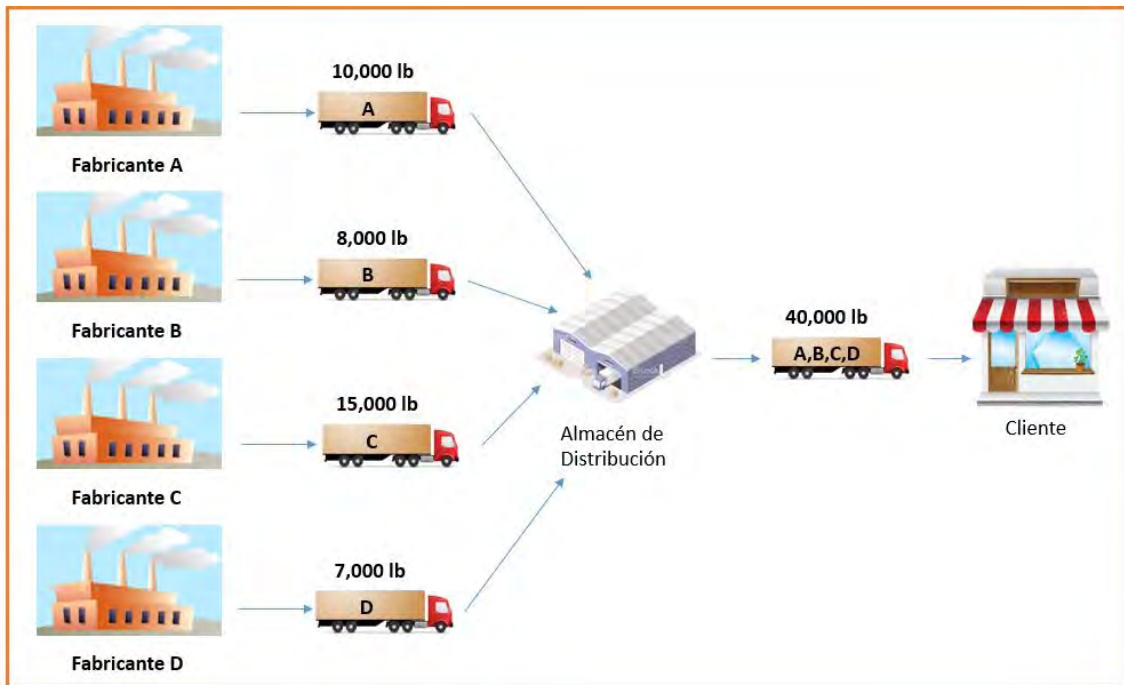 10,000 lb
A
Fabricante A
8,000 lb
B
Fabricante B
15,000 lb
C
Fabricante C
7,000 lb
D
Fabricante D
Almacén de
Distribución
40,000 lb
A,B,C,D
Cliente